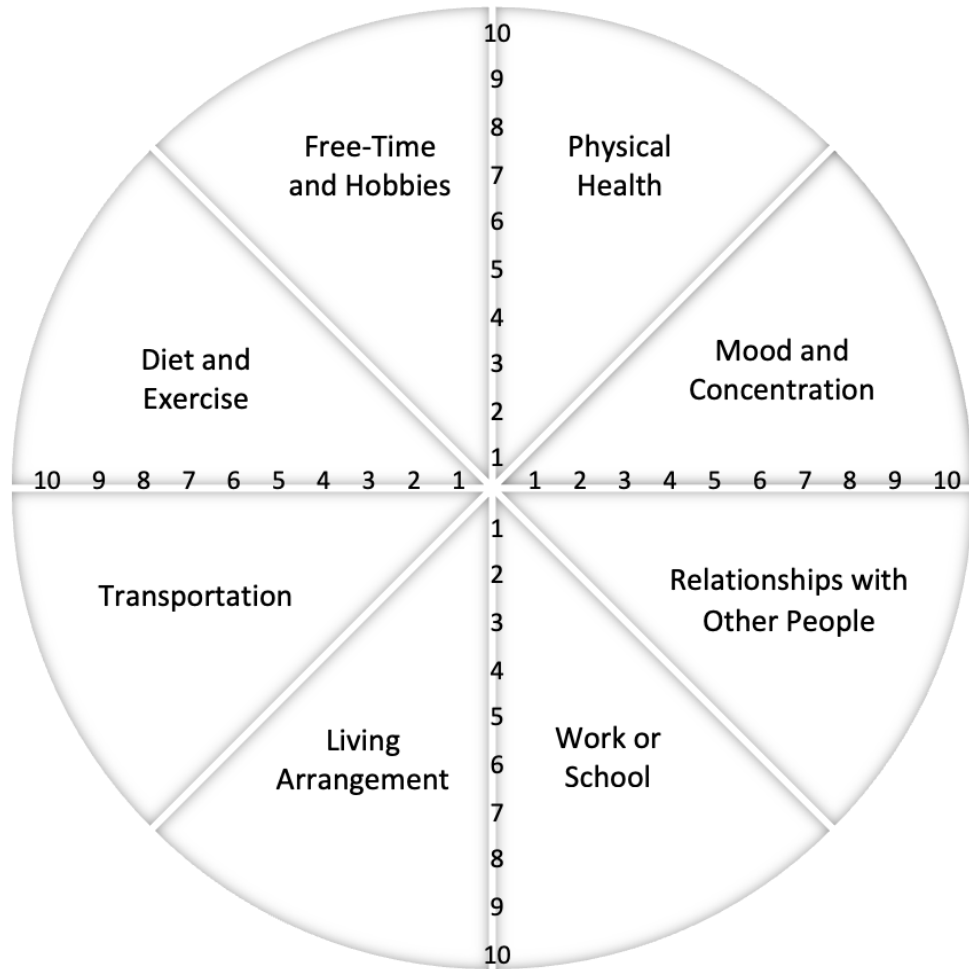 10
9
8
Free-Time
and Hobbies
Physical
Health
7
6
5
4
3
2
1
Diet and
Exercise
Mood and
Concentration
10 9 8 7 6 5 4 3 2 1 1 2 3 4 5 6 7 8 9 10
1
2
3
4
5
6
7
8
9
10
Transportation
Relationships with
Other People
Living
Arrangement
Work or
School